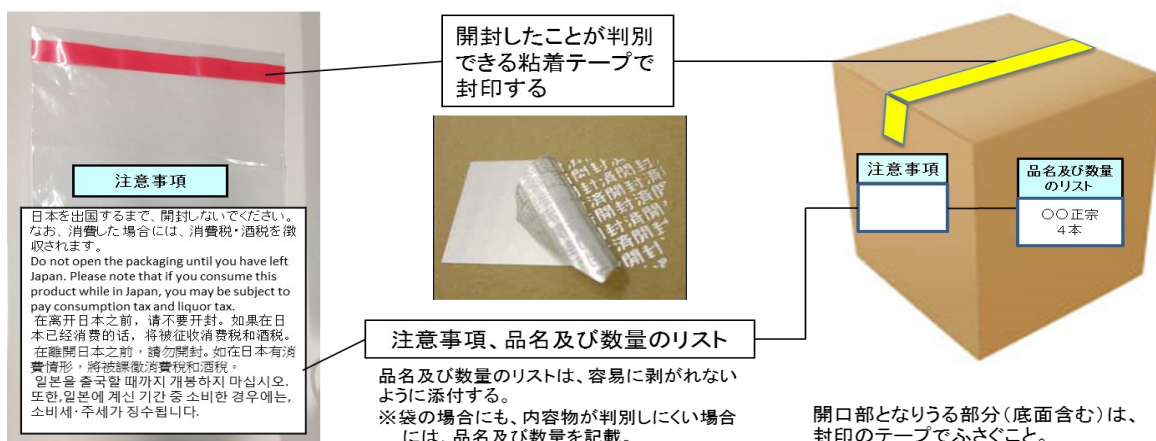 開封したことが判別
できる粘着テープで
封印する
注意事項
日本を出国するまで、開封しないでください。
なお、消費した場合には、消費税・酒税を徴
収されます。
Do not open the packaging until you have left
Japan. Please note that if you consume this
product while in Japan, you may be subject to
pay consumption tax and liquor tax.
在离开日本之前，请不要开封。如果在日
本已经消费的话，将被征收消费税和酒税。
在離開日本之前，請勿開封。如在日本有消
費情形，將被課徵消費稅和酒稅。
일본을 출국할 때까지 개봉하지 마십시오.
또한,일본에 계신 기간 중 소비한 경우에는,
소비세·주세가 징수됩니다.
開封済
注意事項、品名及び数量のリスト
品名及び数量のリストは、容易に剥がれない
ように添付する。
※袋の場合にも、内容物が判別しにくい場合
には、品名及び数量を記載。
注意事項
品名及び数量
のリスト
〇〇正宗
4本
開口部となりうる部分（底面含む）は、
封印のテープでふさぐこと。